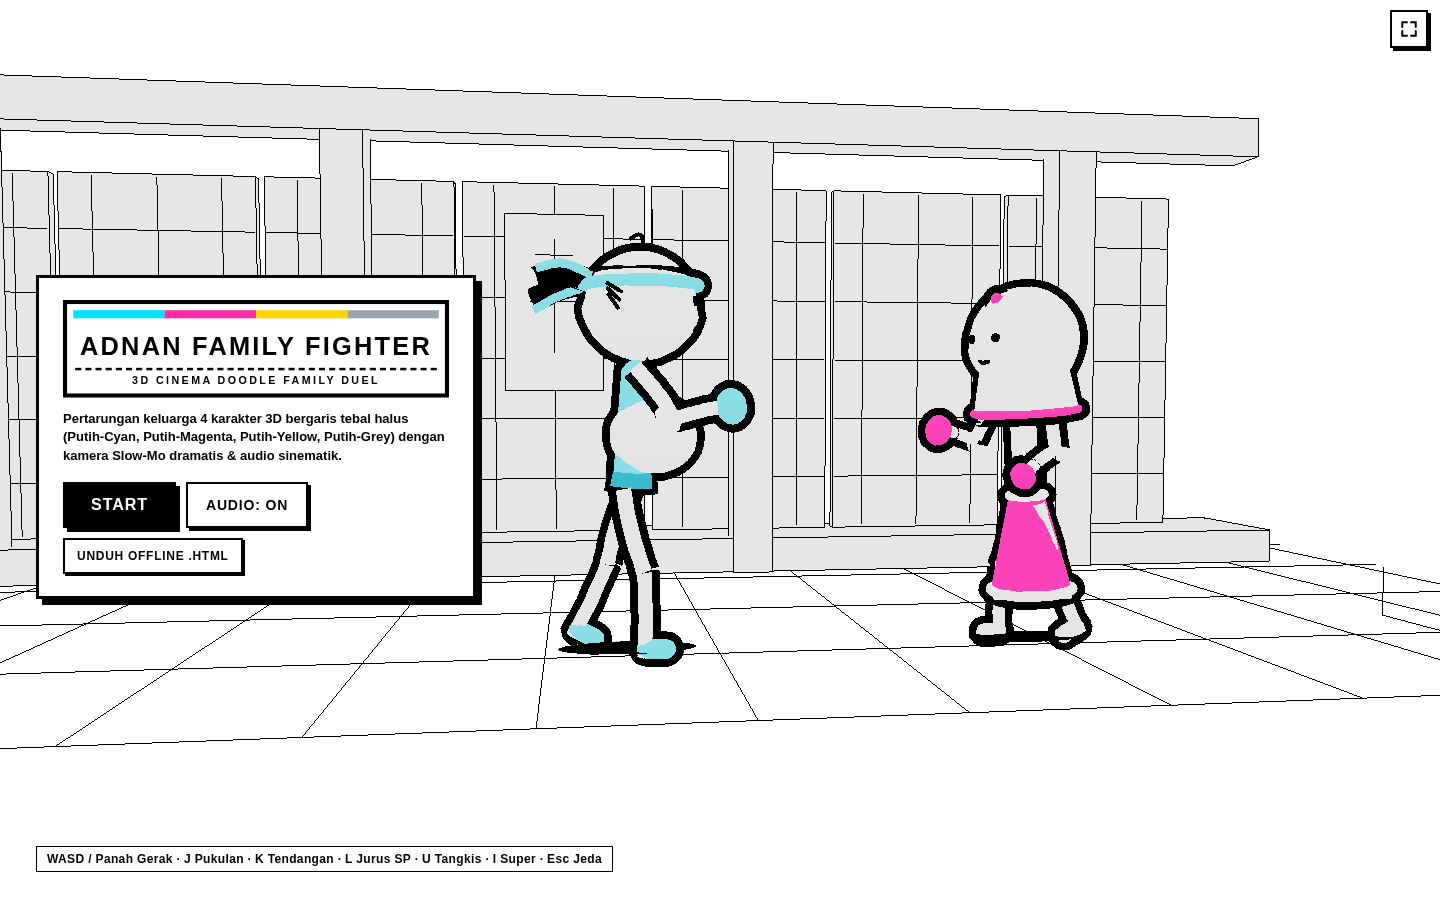 ADNAN FAMILY FIGHTER
3D CINEMA DOODLE FAMILY DUEL
Pertarungan keluarga 4 karakter 3D bergaris tebal halus
(Putih-Cyan, Putih-Magenta, Putih-Yellow, Putih-Grey) dengan
kamera Slow-Mo dramatis & audio sinematik.
START
AUDIO: ON
UNDUH OFFLINE .HTML
WASD / Panah Gerak · J Pukulan · K Tendangan · L Jurus SP · U Tangkis · I Super · Esc Jeda